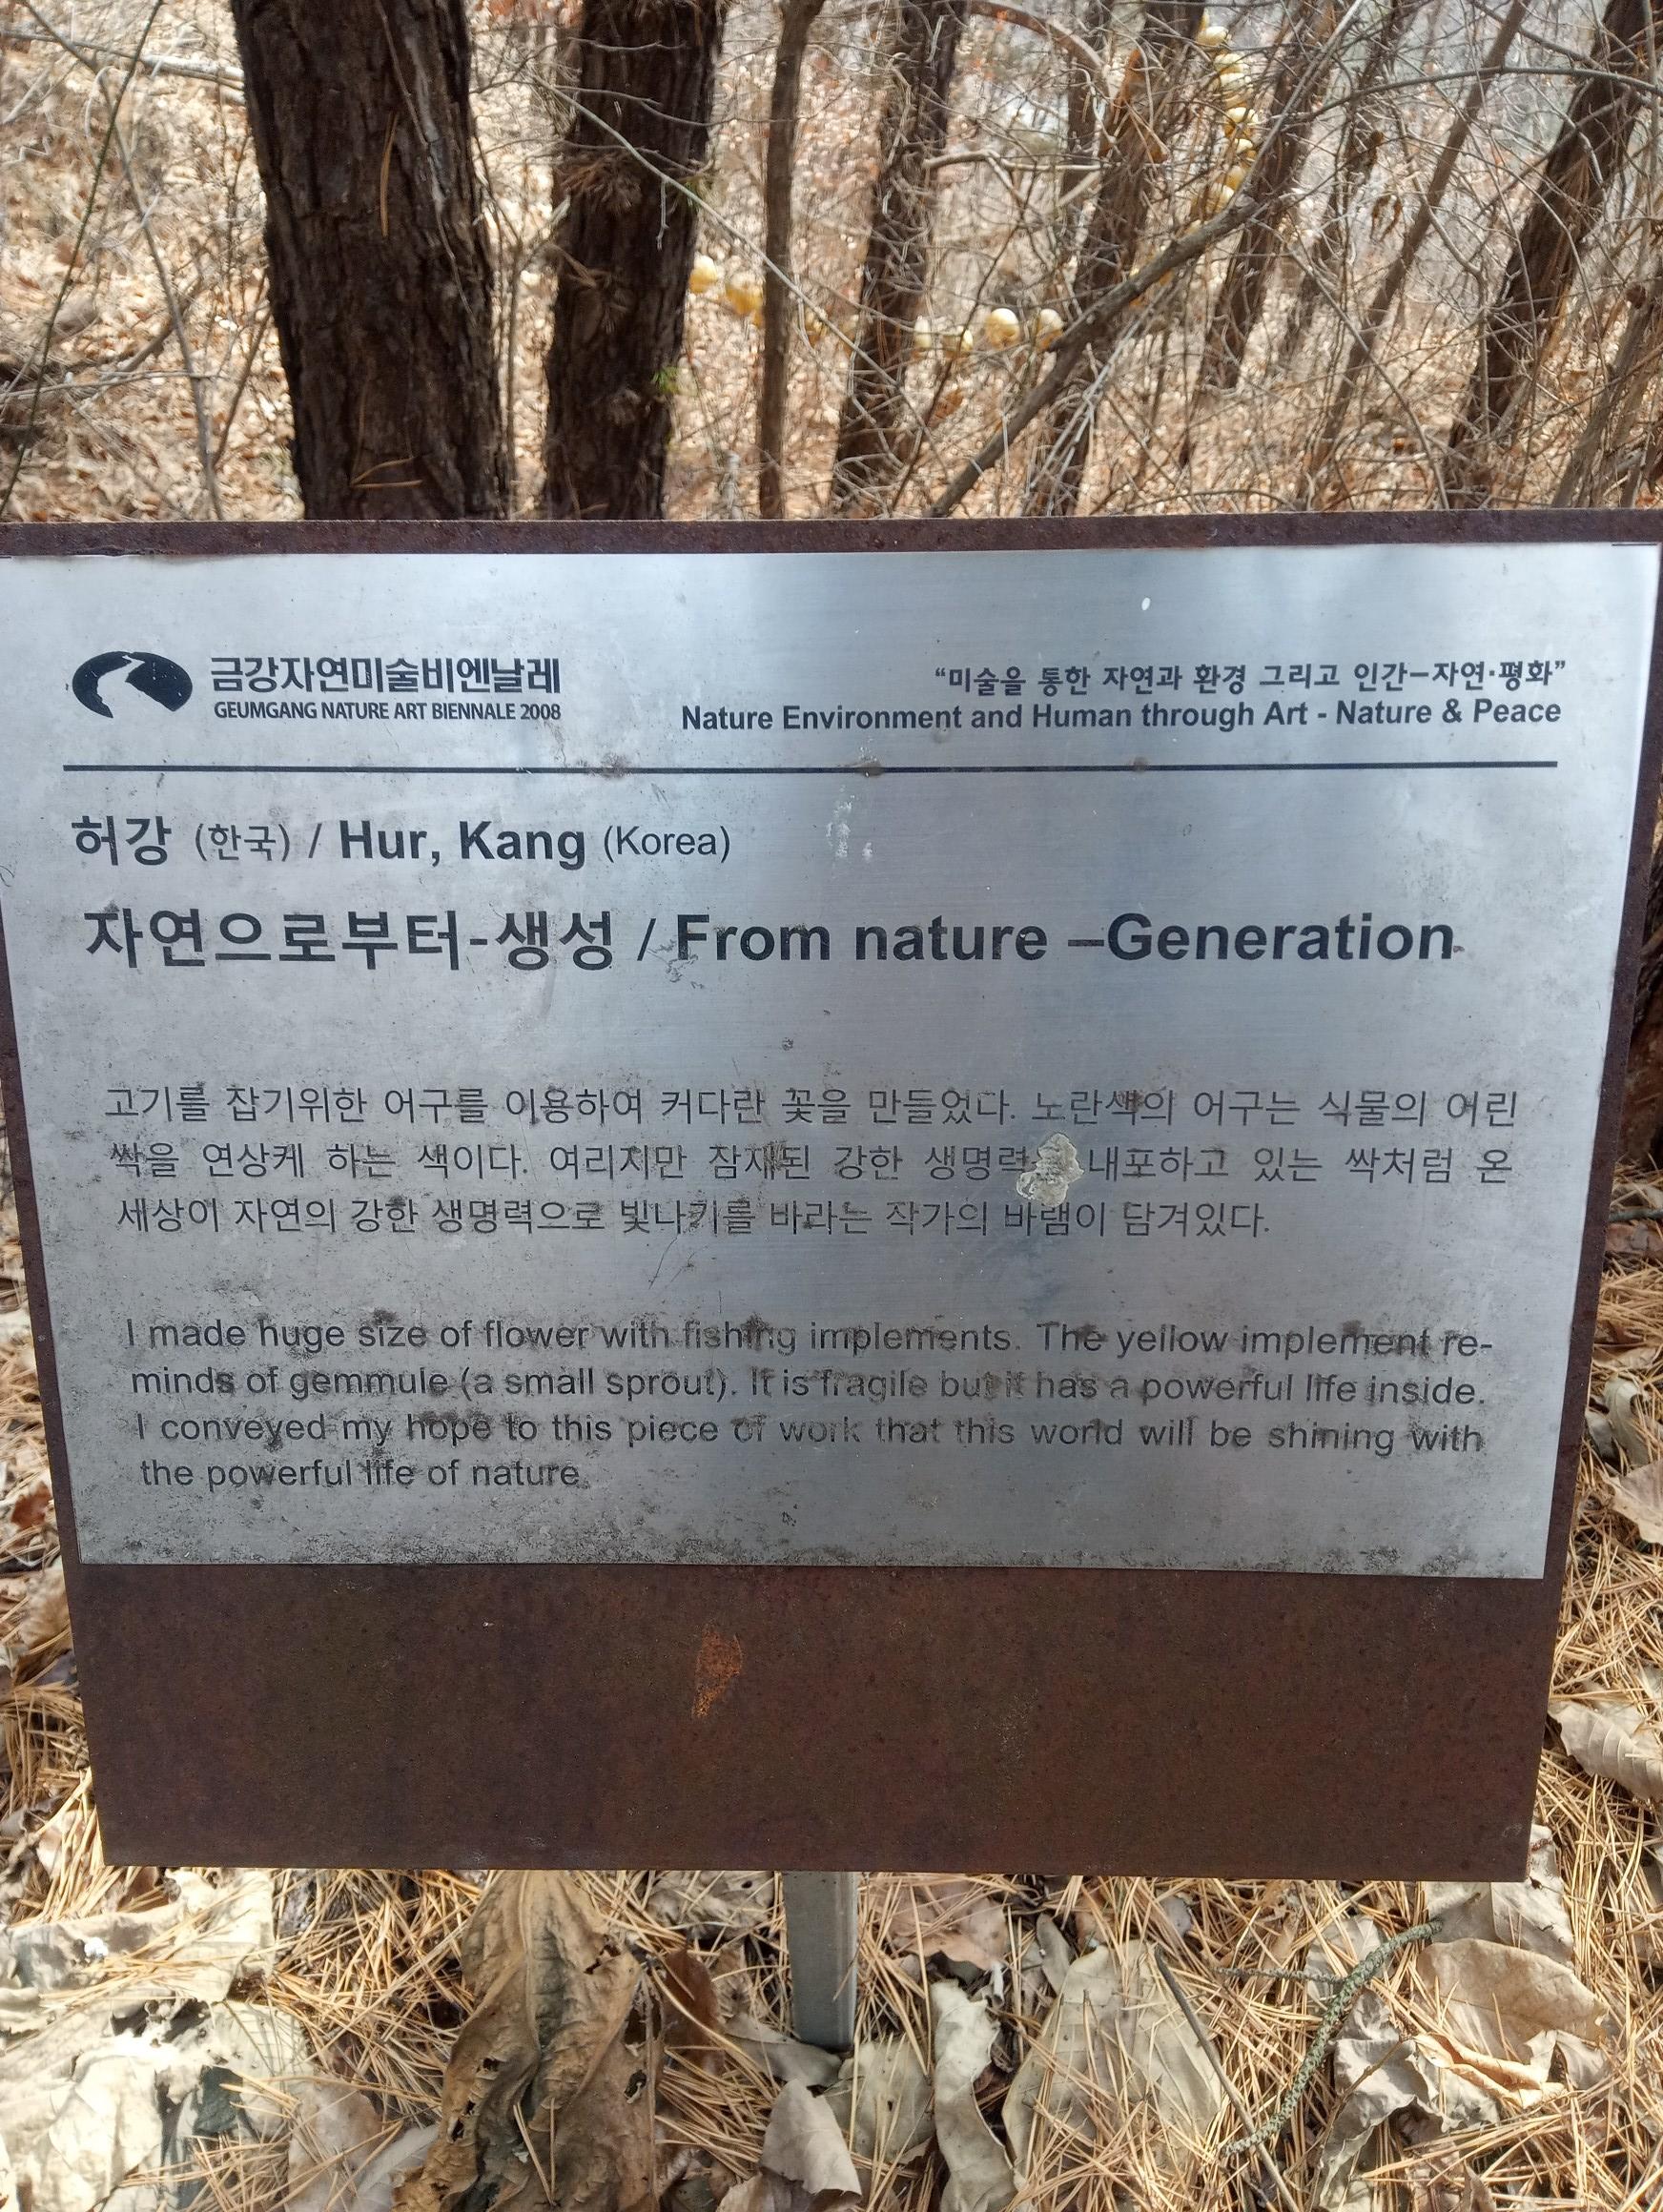 금강자연미술비엔날레
GEUMGANG NATURE ART BIENNALE 2008
“미술을 통한 자연과 환경 그리고 인간-자연·평화”
Nature Environment and Human through Art - Nature & Peace
허강 (한국) / Hur, Kang (Korea)
자연으로부터-생성 / From nature –Generation
고기를 잡기위한 어구를 이용하여 커다란 꽃을 만들었다. 노란색의 어구는 식물의 어린
싹을 연상케 하는 색이다. 여리지만 잠재된 강한 생명력 내포하고 있는 싹처럼 온
세상이 자연의 강한 생명력으로 빛나기를 바라는 작가의 바램이 담겨있다.
I made huge size of flower with fishing implements. The yellow implement re-
minds of gemmule (a small sprout). It is fragile but it has a powerful life inside.
I conveyed my hope to this piece of work that this world will be shining with
the powerful life of nature.